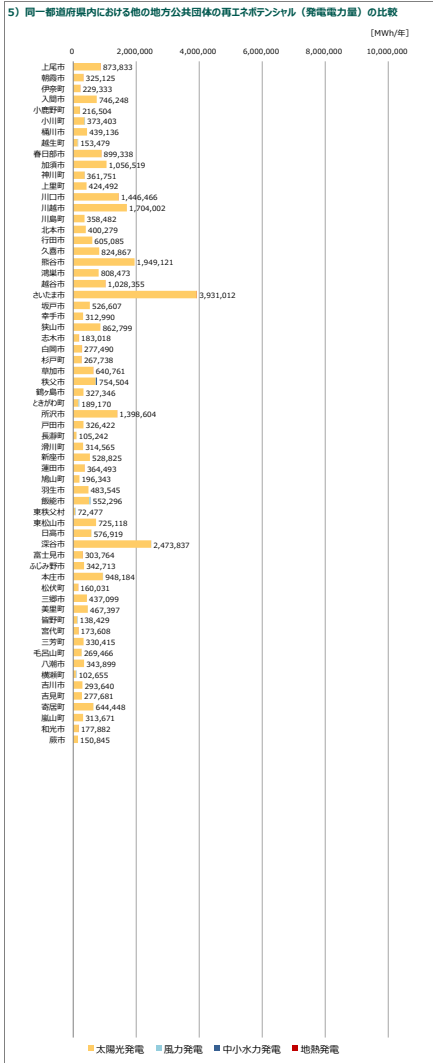 5）同一都道府県内における他の地方公共団体の再エネポテンシャル（発電電力量）の比較
[MWh/年]
0 2,000,000 4,000,000 6,000,000 8,000,000 10,000,000
上尾市 873,833
朝霞市 325,125
伊奈町 229,333
入間市 746,248
小鹿野町 216,504
小川町 373,403
桶川市 439,136
越生町 153,479
春日部市 899,338
加須市 1,056,519
神川町 361,751
上里町 424,492
川口市 1,446,466
川越市 1,704,002
川島町 358,482
北本市 400,279
行田市 605,085
久喜市 824,867
熊谷市 1,949,121
鴻巣市 808,473
越谷市 1,028,355
さいたま市 3,931,012
坂戸市 526,607
幸手市 312,990
狭山市 862,799
志木市 183,018
白岡市 277,490
杉戸町 267,738
草加市 640,761
秩父市 754,504
鶴ヶ島市 327,346
ときがわ町 189,170
所沢市 1,398,604
戸田市 326,422
長瀞町 105,242
滑川町 314,565
新座市 528,825
蓮田市 364,493
鳩山町 196,343
羽生市 483,545
飯能市 552,296
東秩父村 72,477
東松山市 725,118
日高市 576,919
深谷市 2,473,837
富士見市 303,764
ふじみ野市 342,713
本庄市 948,184
松伏町 160,031
三郷市 437,099
美里町 467,397
皆野町 138,429
宮代町 173,608
三芳町 330,415
毛呂山町 269,466
八潮市 343,899
横瀬町 102,655
吉川市 293,640
吉見町 277,681
寄居町 644,448
嵐山町 313,671
和光市 177,882
蕨市 150,845
太陽光発電 風力発電 中小水力発電 地熱発電